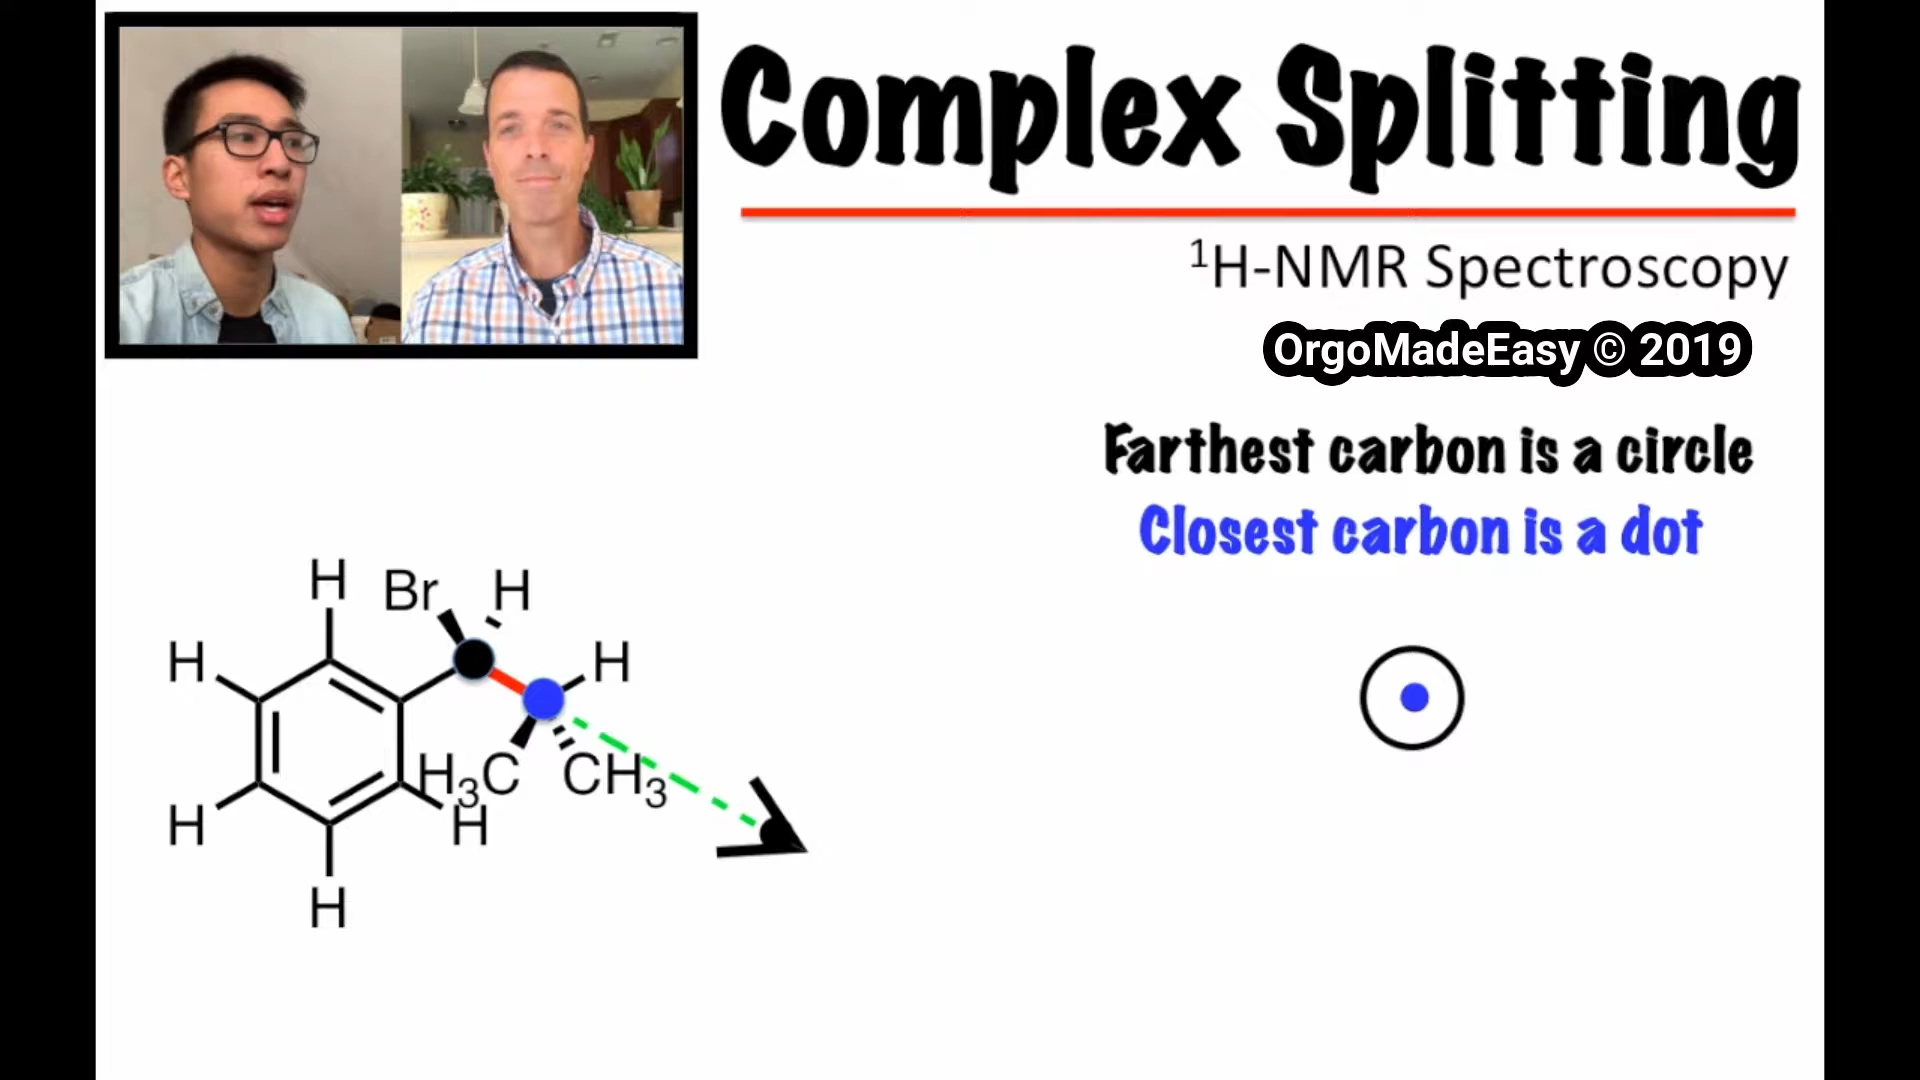 Complex Splitting
¹H-NMR Spectroscopy
OrgoMadeEasy © 2019
Farthest carbon is a circle
Closest carbon is a dot
H
Br
H
H
H
H₃C
CH₃
H
H
H